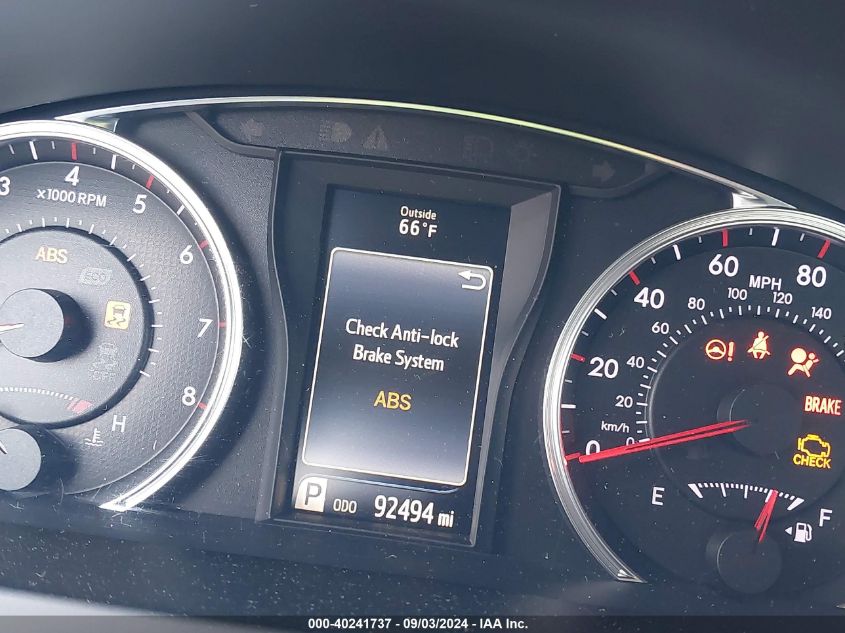 3
4
5
6
7
8
x1000 RPM
ABS
ECO
H
Outside
66°F
Check Anti-lock
Brake System
ABS
P ODO 92494 mi
0
20
40
60
80
MPH
0
20
40
60
80
100
120
140
km/h
!
BRAKE
CHECK
E
F
000-40241737 - 09/03/2024 - IAA Inc.